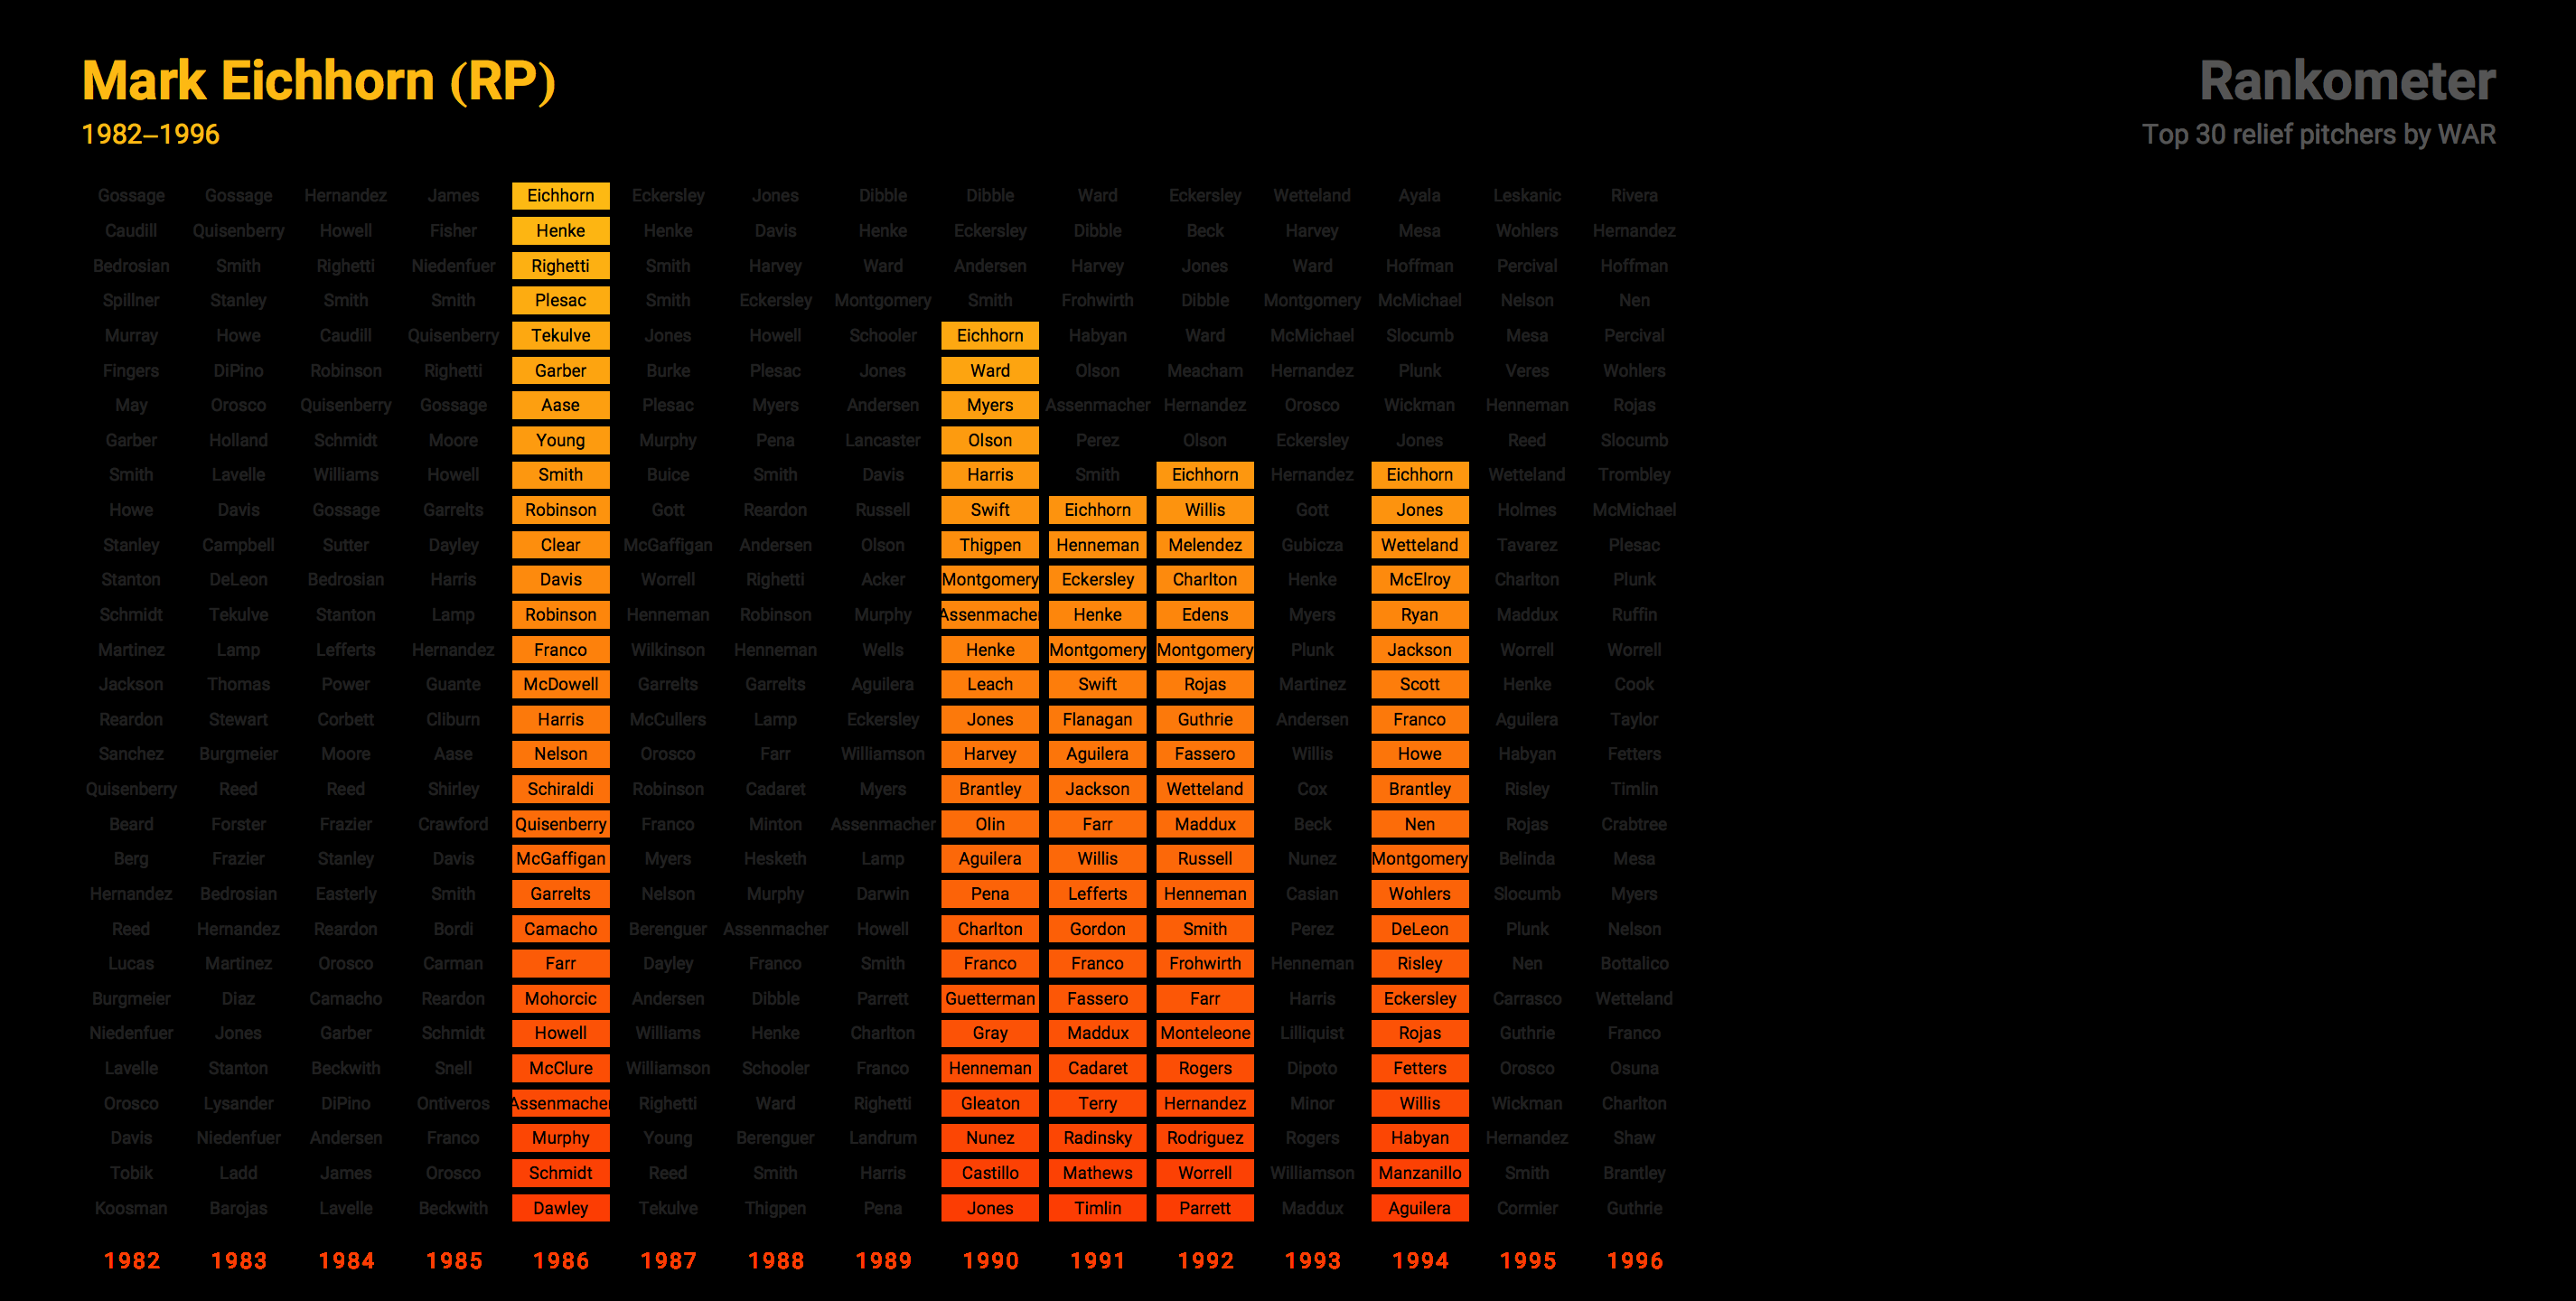 Mark Eichhorn (RP)
1982–1996
Rankometer
Top 30 relief pitchers by WAR
Gossage Gossage Hernandez James Eichhorn Eckersley Jones Dibble Dibble Ward Eckersley Wetteland Ayala Leskanic Rivera
Caudill Quisenberry Howell Fisher Henke Henke Davis Henke Eckersley Dibble Beck Harvey Mesa Wohlers Hernandez
Bedrosian Smith Righetti Niedenfuer Righetti Smith Harvey Ward Andersen Harvey Jones Ward Hoffman Percival Hoffman
Spillner Stanley Smith Smith Plesac Smith Eckersley Montgomery Smith Frohwirth Dibble Montgomery McMichael Nelson Nen
Murray Howe Caudill Quisenberry Tekulve Jones Howell Schooler Eichhorn Habyan Ward McMichael Slocumb Mesa Percival
Fingers DiPino Robinson Righetti Garber Burke Plesac Jones Ward Olson Meacham Hernandez Plunk Veres Wohlers
May Orosco Quisenberry Gossage Aase Plesac Myers Andersen Myers Assenmacher Hernandez Orosco Wickman Henneman Rojas
Garber Holland Schmidt Moore Young Murphy Pena Lancaster Olson Perez Olson Eckersley Jones Reed Slocumb
Smith Lavelle Williams Howell Smith Buice Smith Davis Harris Smith Eichhorn Hernandez Eichhorn Wetteland Trombley
Howe Davis Gossage Garrelts Robinson Gott Reardon Russell Swift Eichhorn Willis Gott Jones Holmes McMichael
Stanley Campbell Sutter Dayley Clear McGaffigan Andersen Olson Thigpen Henneman Melendez Gubicza Wetteland Tavarez Plesac
Stanton DeLeon Bedrosian Harris Davis Worrell Righetti Acker Montgomery Eckersley Charlton Henke McElroy Charlton Plunk
Schmidt Tekulve Stanton Lamp Robinson Henneman Robinson Murphy Assenmacher Henke Edens Myers Ryan Maddux Ruffin
Martinez Lamp Lefferts Hernandez Franco Wilkinson Henneman Wells Henke Montgomery Montgomery Plunk Jackson Worrell Worrell
Jackson Thomas Power Guante McDowell Garrelts Garrelts Aguilera Leach Swift Rojas Martinez Scott Henke Cook
Reardon Stewart Corbett Cliburn Harris McCullers Lamp Eckersley Jones Flanagan Guthrie Andersen Franco Aguilera Taylor
Sanchez Burgmeier Moore Aase Nelson Orosco Farr Williamson Harvey Aguilera Fassero Willis Howe Habyan Fetters
Quisenberry Reed Reed Shirley Schiraldi Robinson Cadaret Myers Brantley Jackson Wetteland Cox Brantley Risley Timlin
Beard Forster Frazier Crawford Quisenberry Franco Minton Assenmacher Olin Farr Maddux Beck Nen Rojas Crabtree
Berg Frazier Stanley Davis McGaffigan Myers Hesketh Lamp Aguilera Willis Russell Nunez Montgomery Belinda Mesa
Hernandez Bedrosian Easterly Smith Garrelts Nelson Murphy Darwin Pena Lefferts Henneman Casian Wohlers Slocumb Myers
Reed Hernandez Reardon Bordi Camacho Berenguer Assenmacher Howell Charlton Gordon Smith Perez DeLeon Plunk Nelson
Lucas Martinez Orosco Carman Farr Dayley Franco Smith Franco Franco Frohwirth Henneman Risley Nen Bottalico
Burgmeier Diaz Camacho Reardon Mohorcic Andersen Dibble Parrett Guetterman Fassero Farr Harris Eckersley Carrasco Wetteland
Niedenfuer Jones Garber Schmidt Howell Williams Henke Charlton Gray Maddux Monteleone Lilliquist Rojas Guthrie Franco
Lavelle Stanton Beckwith Snell McClure Williamson Schooler Franco Henneman Cadaret Rogers Dipoto Fetters Orosco Osuna
Orosco Lysander DiPino Ontiveros Assenmacher Righetti Ward Righetti Gleaton Terry Hernandez Minor Willis Wickman Charlton
Davis Niedenfuer Andersen Franco Murphy Young Berenguer Landrum Nunez Radinsky Rodriguez Rogers Habyan Hernandez Shaw
Tobik Ladd James Orosco Schmidt Reed Smith Harris Castillo Mathews Worrell Williamson Manzanillo Smith Brantley
Koosman Barojas Lavelle Beckwith Dawley Tekulve Thigpen Pena Jones Timlin Parrett Maddux Aguilera Cormier Guthrie
1982 1983 1984 1985 1986 1987 1988 1989 1990 1991 1992 1993 1994 1995 1996